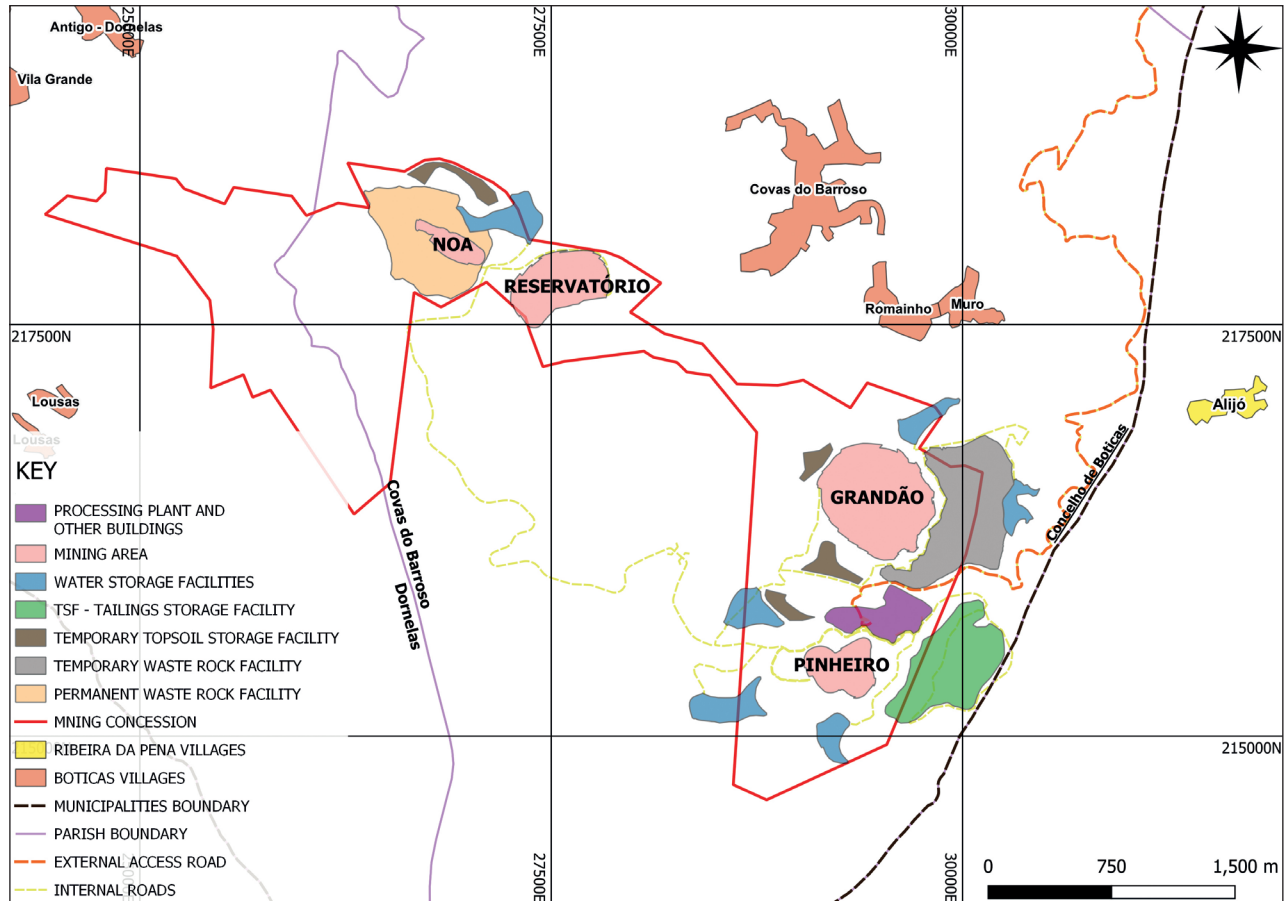 Antigo - Dornelas
25000E
27500E
30000E
Vila Grande
Covas do Barroso
NOA
RESERVATÓRIO
Romainho
Muro
217500N
217500N
Lousas
Alijó
Lousas
KEY
PROCESSING PLANT AND
OTHER BUILDINGS
MINING AREA
WATER STORAGE FACILITIES
TSF - TAILINGS STORAGE FACILITY
TEMPORARY TOPSOIL STORAGE FACILITY
TEMPORARY WASTE ROCK FACILITY
PERMANENT WASTE ROCK FACILITY
MNING CONCESSION
RIBEIRA DA PENA VILLAGES
BOTICAS VILLAGES
MUNICIPALITIES BOUNDARY
PARISH BOUNDARY
EXTERNAL ACCESS ROAD
INTERNAL ROADS
Covas do Barroso
Dornelas
GRANDÃO
Concelho de Boticas
PINHEIRO
215000N
215000N
27500E
30000E
0 750 1,500 m